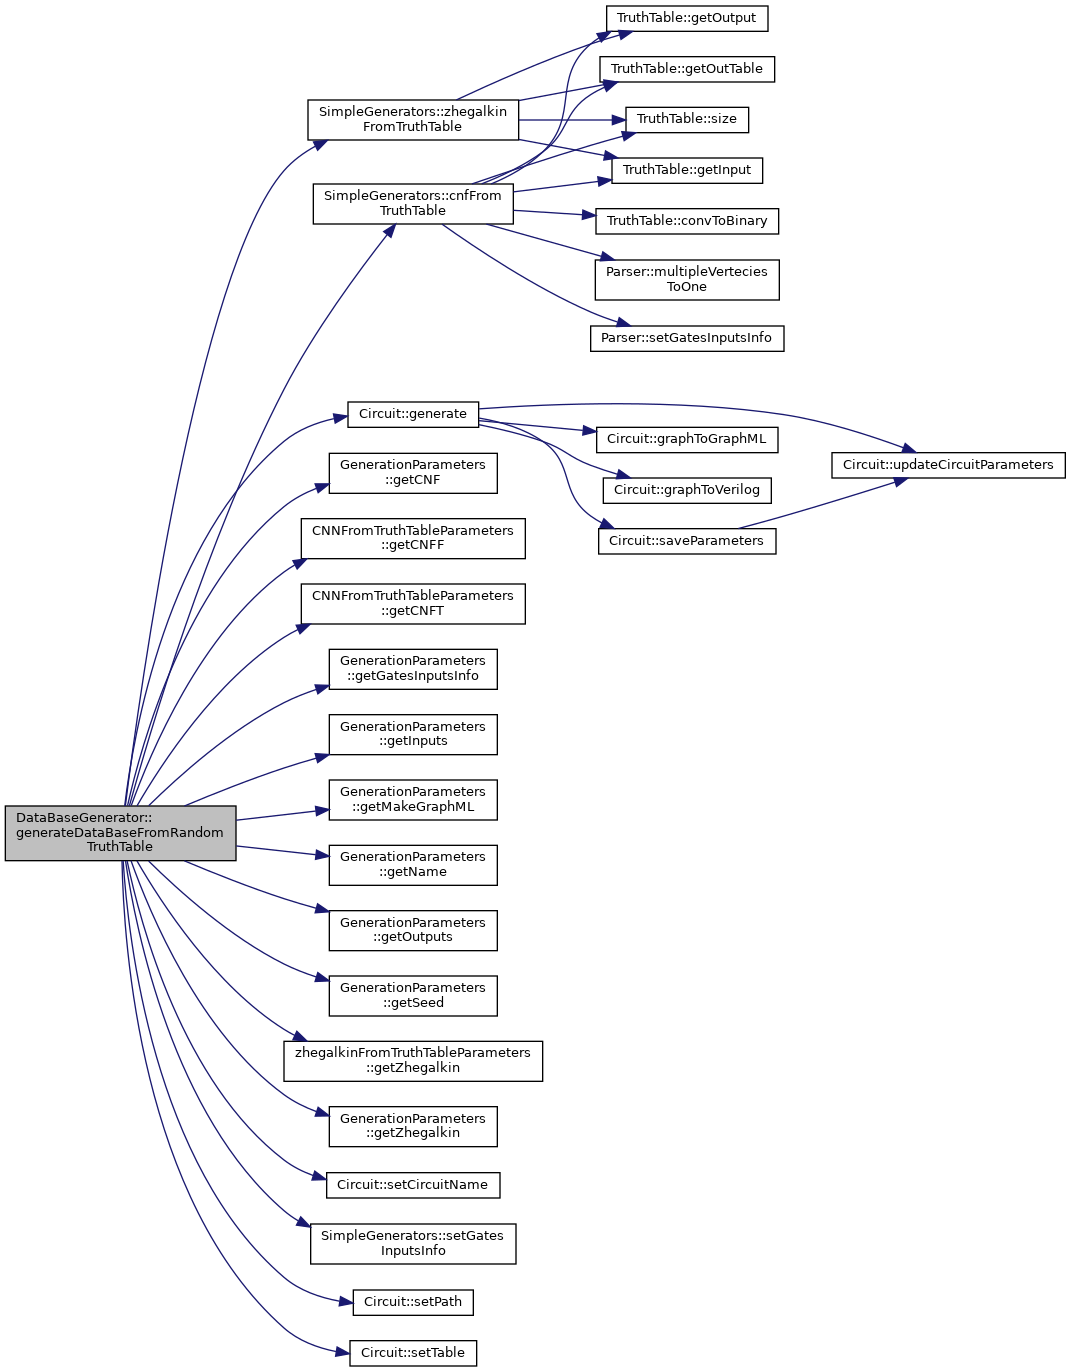 TruthTable::getOutput
TruthTable::getOutTable
SimpleGenerators::zhegalkin
FromTruthTable
TruthTable::size
TruthTable::getInput
SimpleGenerators::cnfFrom
TruthTable
TruthTable::convToBinary
Parser::multipleVertecies
ToOne
Parser::setGatesInputsInfo
Circuit::generate
Circuit::graphToGraphML
Circuit::updateCircuitParameters
GenerationParameters
::getCNF
Circuit::graphToVerilog
CNNFromTruthTableParameters
::getCNFF
Circuit::saveParameters
CNNFromTruthTableParameters
::getCNFT
GenerationParameters
::getGatesInputsInfo
GenerationParameters
::getInputs
GenerationParameters
::getMakeGraphML
DataBaseGenerator::
generateDataBaseFromRandom
TruthTable
GenerationParameters
::getName
GenerationParameters
::getOutputs
GenerationParameters
::getSeed
zhegalkinFromTruthTableParameters
::getZhegalkin
GenerationParameters
::getZhegalkin
Circuit::setCircuitName
SimpleGenerators::setGates
InputsInfo
Circuit::setPath
Circuit::setTable